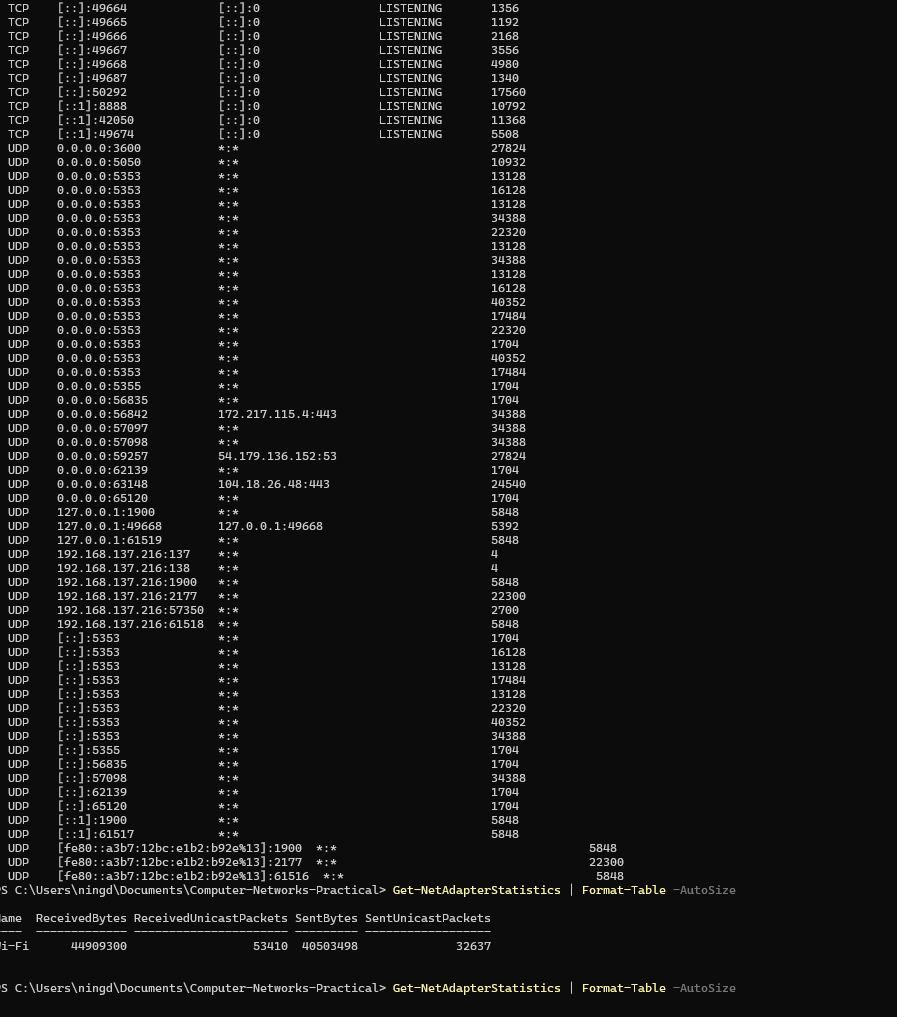 TCP    [::]:49664             [::]:0                 LISTENING       1356
TCP    [::]:49665             [::]:0                 LISTENING       1192
TCP    [::]:49666             [::]:0                 LISTENING       2168
TCP    [::]:49667             [::]:0                 LISTENING       3556
TCP    [::]:49668             [::]:0                 LISTENING       4980
TCP    [::]:49687             [::]:0                 LISTENING       1340
TCP    [::]:50292             [::]:0                 LISTENING       17560
TCP    [::1]:8888             [::]:0                 LISTENING       10792
TCP    [::1]:42050            [::]:0                 LISTENING       11368
TCP    [::1]:49674            [::]:0                 LISTENING       5508
UDP    0.0.0.0:3600           *:*                                    27824
UDP    0.0.0.0:5050           *:*                                    10932
UDP    0.0.0.0:5353           *:*                                    13128
UDP    0.0.0.0:5353           *:*                                    16128
UDP    0.0.0.0:5353           *:*                                    13128
UDP    0.0.0.0:5353           *:*                                    34388
UDP    0.0.0.0:5353           *:*                                    22320
UDP    0.0.0.0:5353           *:*                                    13128
UDP    0.0.0.0:5353           *:*                                    34388
UDP    0.0.0.0:5353           *:*                                    13128
UDP    0.0.0.0:5353           *:*                                    16128
UDP    0.0.0.0:5353           *:*                                    40352
UDP    0.0.0.0:5353           *:*                                    17484
UDP    0.0.0.0:5353           *:*                                    22320
UDP    0.0.0.0:5353           *:*                                    1704
UDP    0.0.0.0:5353           *:*                                    40352
UDP    0.0.0.0:5353           *:*                                    17484
UDP    0.0.0.0:5355           *:*                                    1704
UDP    0.0.0.0:56835          *:*                                    1704
UDP    0.0.0.0:56842          172.217.115.4:443                      34388
UDP    0.0.0.0:57097          *:*                                    34388
UDP    0.0.0.0:57098          *:*                                    34388
UDP    0.0.0.0:59257          54.179.136.152:53                      27824
UDP    0.0.0.0:62139          *:*                                    1704
UDP    0.0.0.0:63148          104.18.26.48:443                       24540
UDP    0.0.0.0:65120          *:*                                    1704
UDP    127.0.0.1:1900         *:*                                    5848
UDP    127.0.0.1:49668        127.0.0.1:49668                        5392
UDP    127.0.0.1:61519        *:*                                    5848
UDP    192.168.137.216:137    *:*                                    4
UDP    192.168.137.216:138    *:*                                    4
UDP    192.168.137.216:1900   *:*                                    5848
UDP    192.168.137.216:2177   *:*                                    22300
UDP    192.168.137.216:57350  *:*                                    2700
UDP    192.168.137.216:61518  *:*                                    5848
UDP    [::]:5353              *:*                                    1704
UDP    [::]:5353              *:*                                    16128
UDP    [::]:5353              *:*                                    13128
UDP    [::]:5353              *:*                                    17484
UDP    [::]:5353              *:*                                    13128
UDP    [::]:5353              *:*                                    22320
UDP    [::]:5353              *:*                                    40352
UDP    [::]:5353              *:*                                    34388
UDP    [::]:5355              *:*                                    1704
UDP    [::]:56835             *:*                                    1704
UDP    [::]:57098             *:*                                    34388
UDP    [::]:62139             *:*                                    1704
UDP    [::]:65120             *:*                                    1704
UDP    [::1]:1900             *:*                                    5848
UDP    [::1]:61517            *:*                                    5848
UDP    [fe80::a3b7:12bc:e1b2:b92e%13]:1900  *:*                                    5848
UDP    [fe80::a3b7:12bc:e1b2:b92e%13]:2177  *:*                                    22300
UDP    [fe80::a3b7:12bc:e1b2:b92e%13]:61516  *:*                                    5848
PS C:\Users\ningd\Documents\Computer-Networks-Practical> Get-NetAdapterStatistics | Format-Table -AutoSize
ame  ReceivedBytes ReceivedUnicastPackets SentBytes SentUnicastPackets
---- ------------- ---------------------- --------- ------------------
i-Fi      44909300                  53410  40503498              32637
PS C:\Users\ningd\Documents\Computer-Networks-Practical> Get-NetAdapterStatistics | Format-Table -AutoSize